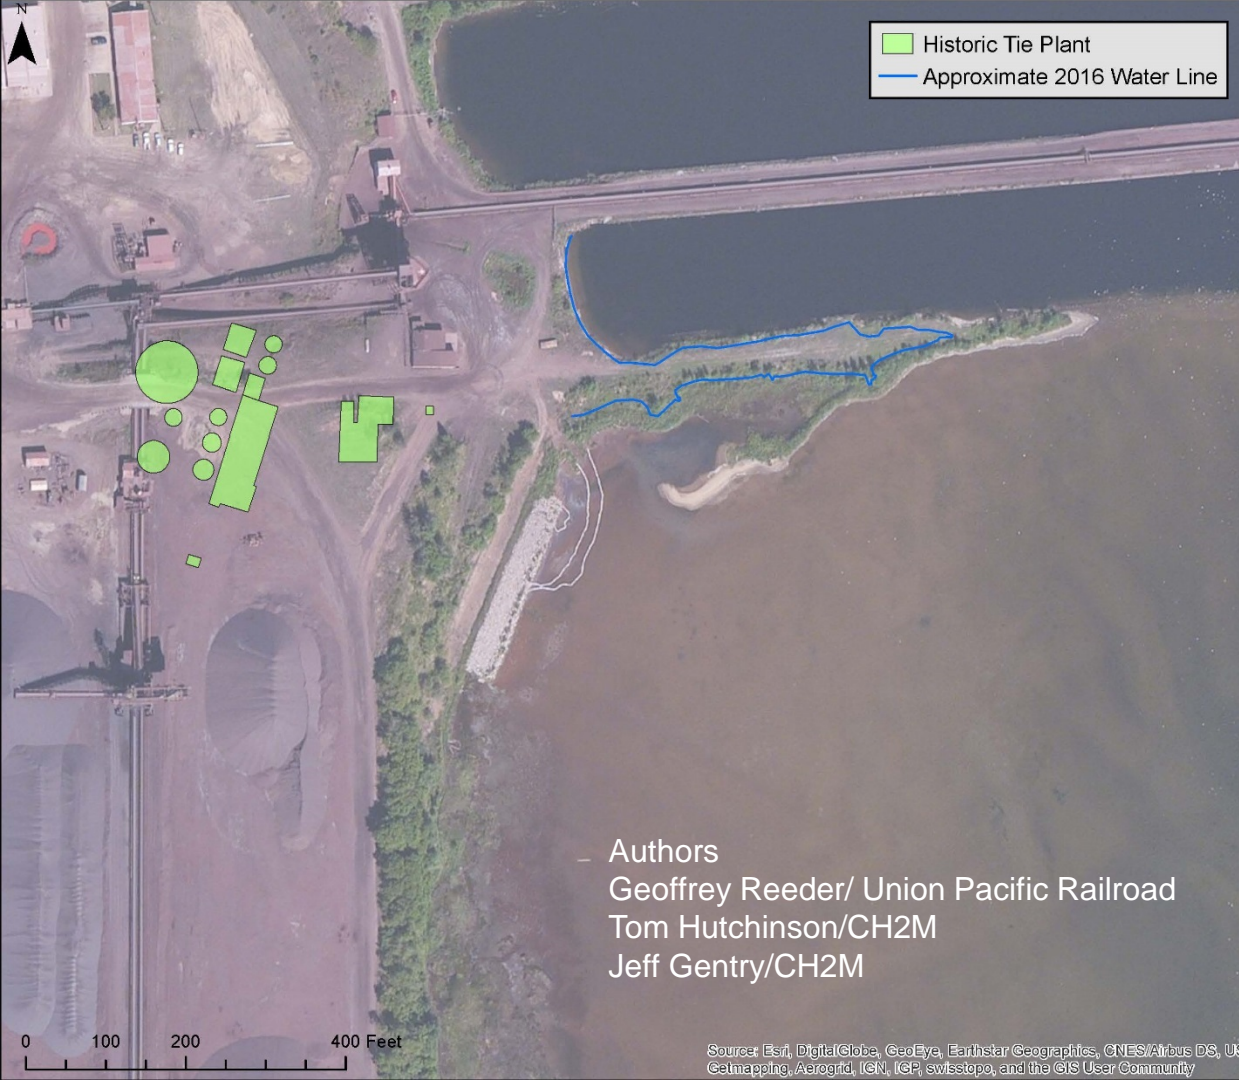 N
Historic Tie Plant
Approximate 2016 Water Line
Authors
Geoffrey Reeder/ Union Pacific Railroad
Tom Hutchinson/CH2M
Jeff Gentry/CH2M
0 100 200 400 Feet
Source: Esri, DigitalGlobe, GeoEye, Earthstar Geographics, CNES/Airbus DS,
Getmapping, Aerogrid, IGN, IGP, swisstopo, and the GIS User Community